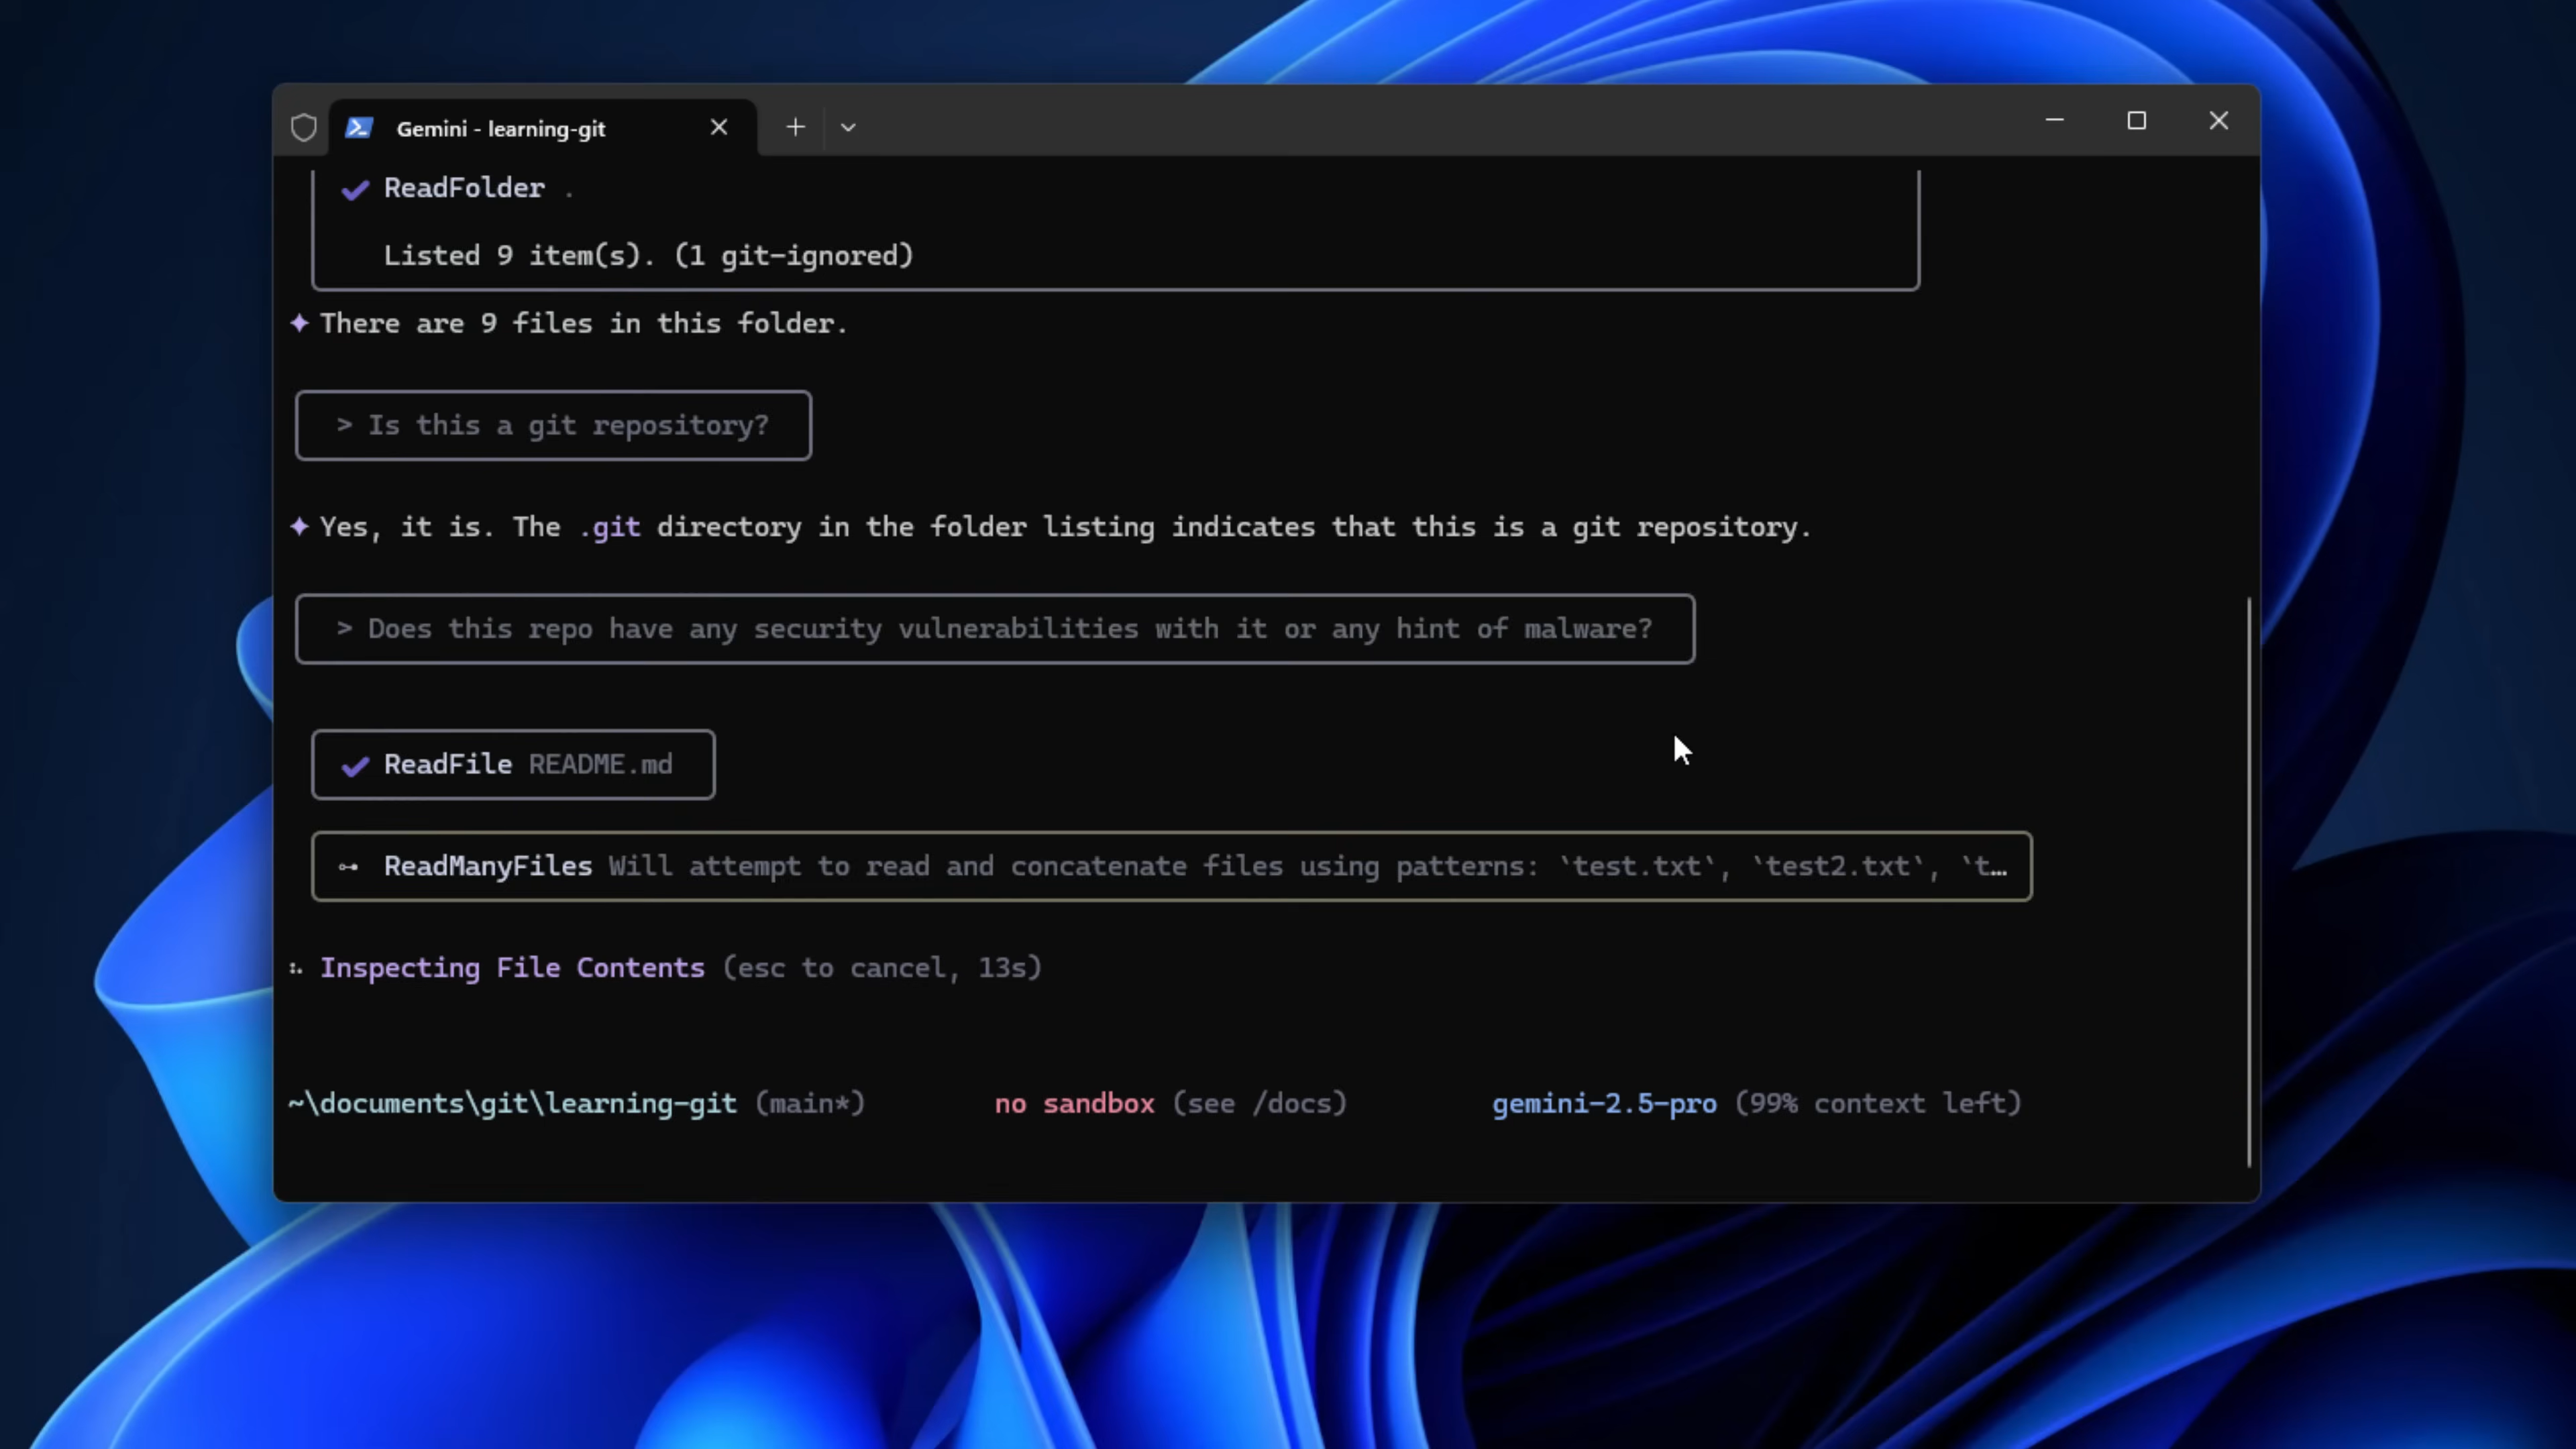 Gemini - learning-git
ReadFolder .
Listed 9 item(s). (1 git-ignored)
There are 9 files in this folder.
> Is this a git repository?
Yes, it is. The .git directory in the folder listing indicates that this is a git repository.
> Does this repo have any security vulnerabilities with it or any hint of malware?
ReadFile README.md
ReadManyFiles Will attempt to read and concatenate files using patterns: `test.txt`, `test2.txt`, `t…
Inspecting File Contents (esc to cancel, 13s)
~\documents\git\learning-git (main*) no sandbox (see /docs) gemini-2.5-pro (99% context left)